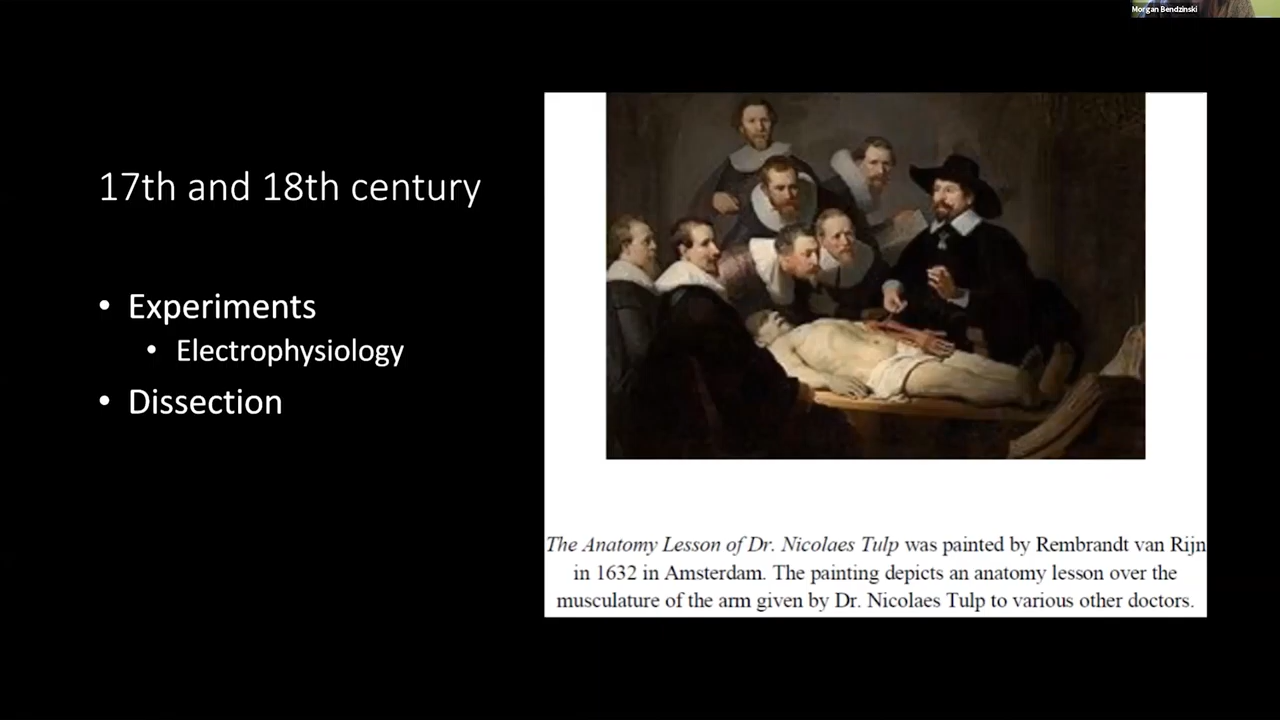 Morgan Bendzinski
17th and 18th century
• Experiments
• Electrophysiology
• Dissection
The Anatomy Lesson of Dr. Nicolaes Tulp was painted by Rembrandt van Rijn
in 1632 in Amsterdam. The painting depicts an anatomy lesson over the
musculature of the arm given by Dr. Nicolaes Tulp to various other doctors.